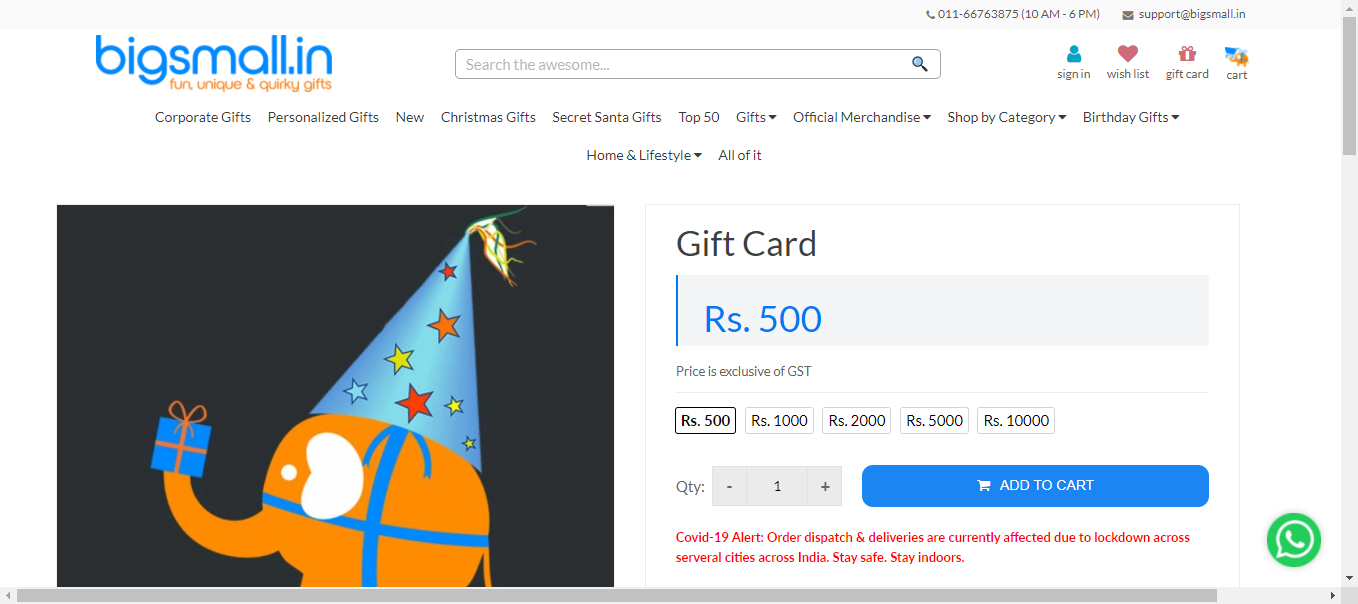 011-66763875 (10 AM - 6 PM) support@bigsmall.in
bigsmall.in
fun, unique & quirky gifts
Search the awesome...
sign in wish list gift card cart
Corporate Gifts Personalized Gifts New Christmas Gifts Secret Santa Gifts Top 50 Gifts Official Merchandise Shop by Category Birthday Gifts
Home & Lifestyle All of it
Gift Card
Rs. 500
Price is exclusive of GST
Rs. 500 Rs. 1000 Rs. 2000 Rs. 5000 Rs. 10000
Qty: - 1 + ADD TO CART
Covid-19 Alert: Order dispatch & deliveries are currently affected due to lockdown across
serveral cities across India. Stay safe. Stay indoors.